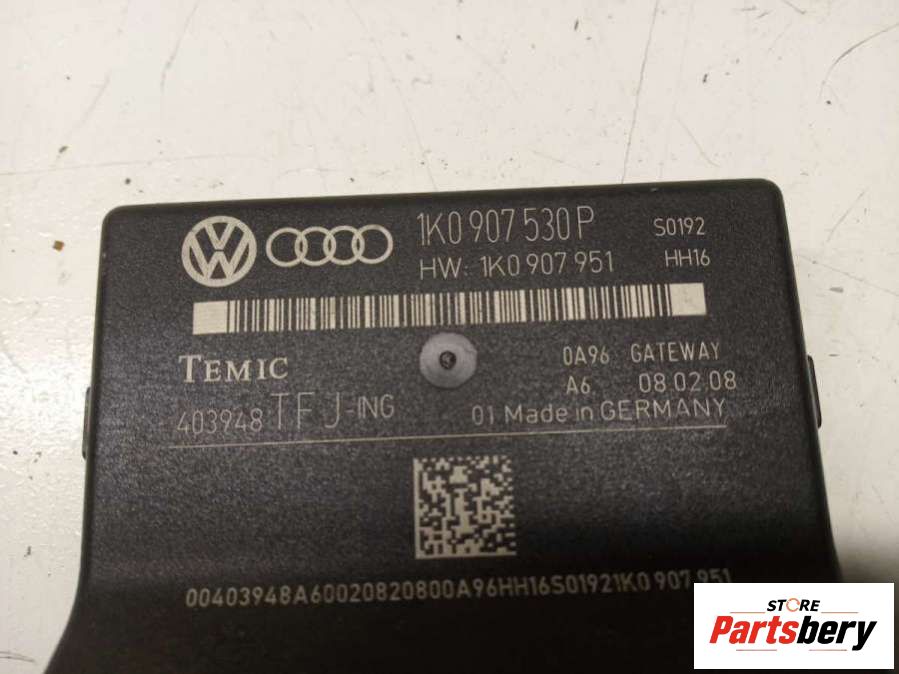 1K0 907 530 P S0192
HW: 1K0 907 951 HH16
TEMIC 0A96 GATEWAY
A6 08.02.08
403948 TFJ-ING 01 Made in GERMANY
00403948A60020820800A96HH16S01921K0 907 951
STORE
Partsbery